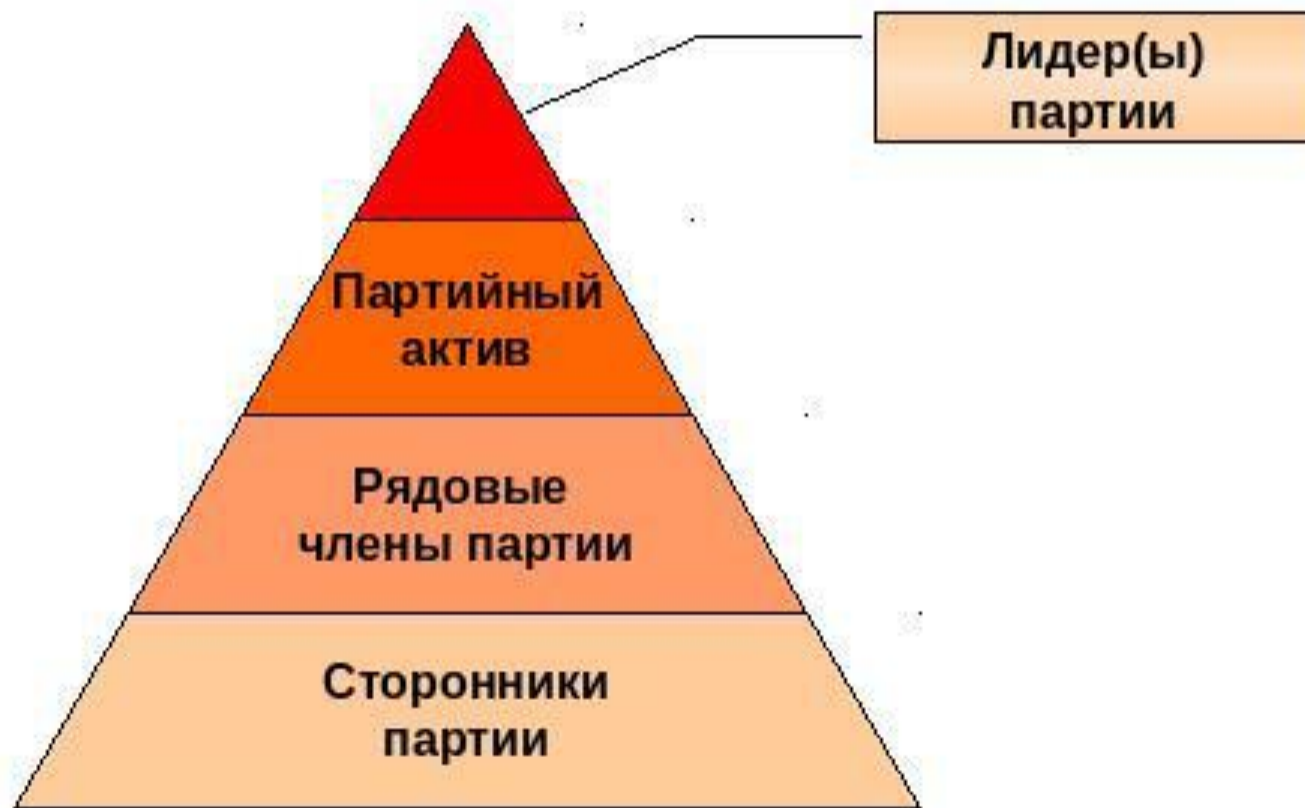 Лидер(ы)
партии
Партийный
актив
Рядовые
члены партии
Сторонники
партии